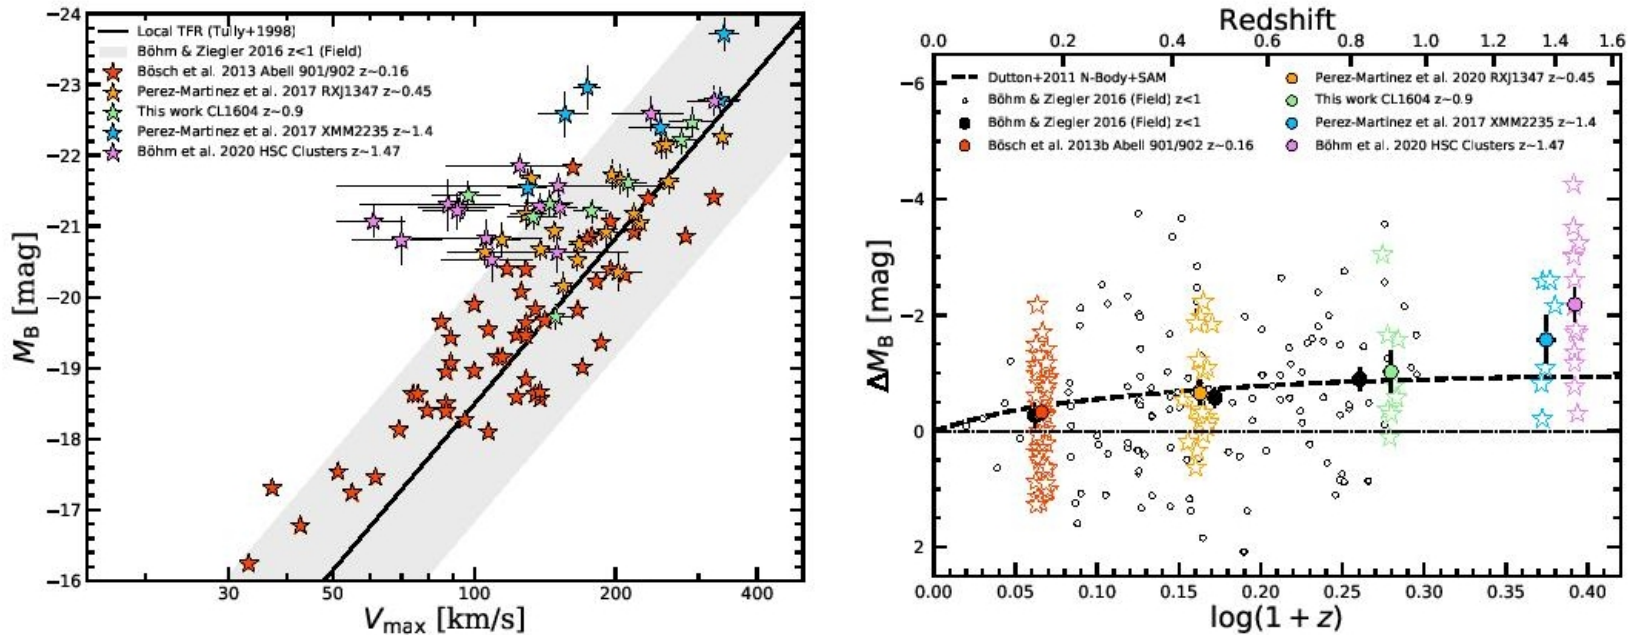 −24
−23
−22
−21
−20
−19
−18
−17
−16
M_B [mag]
Local TFR (Tully+1998)
Böhm & Ziegler 2016 z<1 (Field)
Bösch et al. 2013 Abell 901/902 z~0.16
Perez-Martinez et al. 2017 RXJ1347 z~0.45
This work CL1604 z~0.9
Perez-Martinez et al. 2017 XMM2235 z~1.4
Böhm et al. 2020 HSC Clusters z~1.47
30 50 100 200 400
V_max [km/s]
Redshift
0.0 0.2 0.4 0.6 0.8 1.0 1.2 1.4 1.6
−6
−4
−2
0
2
ΔM_B [mag]
Dutton+2011 N-Body+SAM
Böhm & Ziegler 2016 (Field) z<1
Böhm & Ziegler 2016 (Field) z<1
Bösch et al. 2013b Abell 901/902 z~0.16
Perez-Martinez et al. 2020 RXJ1347 z~0.45
This work CL1604 z~0.9
Perez-Martinez et al. 2017 XMM2235 z~1.4
Böhm et al. 2020 HSC Clusters z~1.47
0.00 0.05 0.10 0.15 0.20 0.25 0.30 0.35 0.40
log(1 + z)